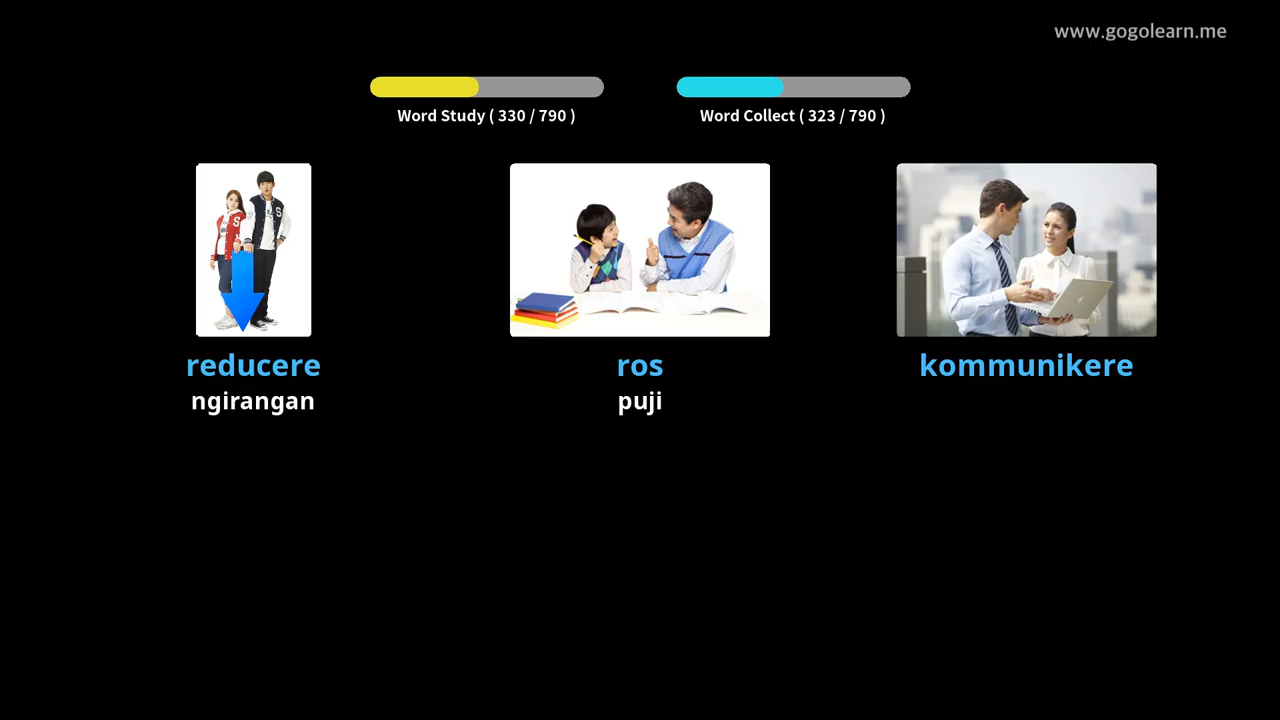 www.gogolearn.me
Word Study ( 330 / 790 )
Word Collect ( 323 / 790 )
reducere
ngirangan
ros
puji
kommunikere